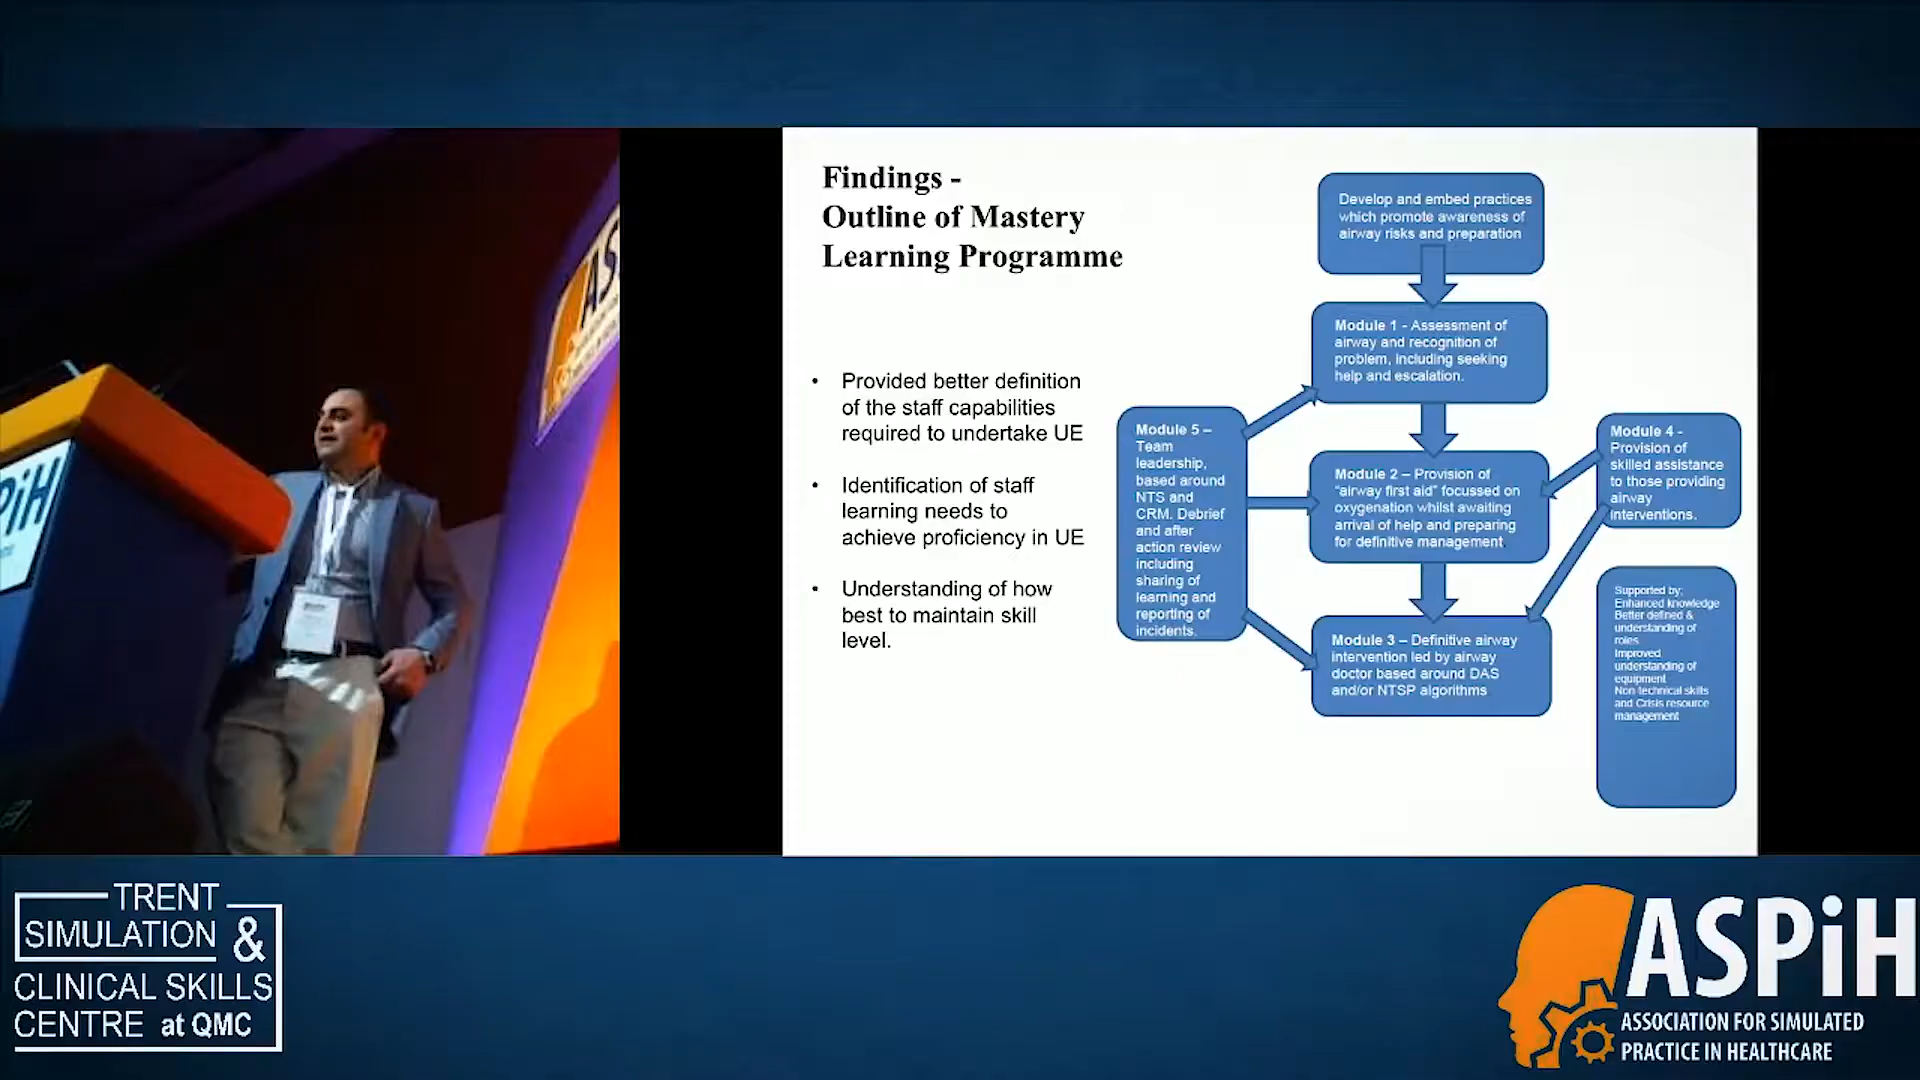 Findings -
Outline of Mastery
Learning Programme
• Provided better definition
of the staff capabilities
required to undertake UE
• Identification of staff
learning needs to
achieve proficiency in UE
• Understanding of how
best to maintain skill
level.
Develop and embed practices
which promote awareness of
airway risks and preparation
Module 1 - Assessment of
airway and recognition of
problem, including seeking
help and escalation.
Module 5 –
Team
leadership,
based around
NTS and
CRM. Debrief
and after
action review
including
sharing of
learning and
reporting of
incidents.
Module 2 – Provision of
“airway first aid” focussed on
oxygenation whilst awaiting
arrival of help and preparing
for definitive management.
Module 4 -
Provision of
skilled assistance
to those providing
airway
interventions.
Module 3 – Definitive airway
intervention led by airway
doctor based around DAS
and/or NTSP algorithms
Supported by;
Enhanced knowledge
Better defined &
understanding of
roles
Improved
understanding of
equipment
Non-technical skills
and Crisis resource
management
TRENT
SIMULATION &
CLINICAL SKILLS
CENTRE at QMC
ASPiH
ASSOCIATION FOR SIMULATED
PRACTICE IN HEALTHCARE
PiH
AS